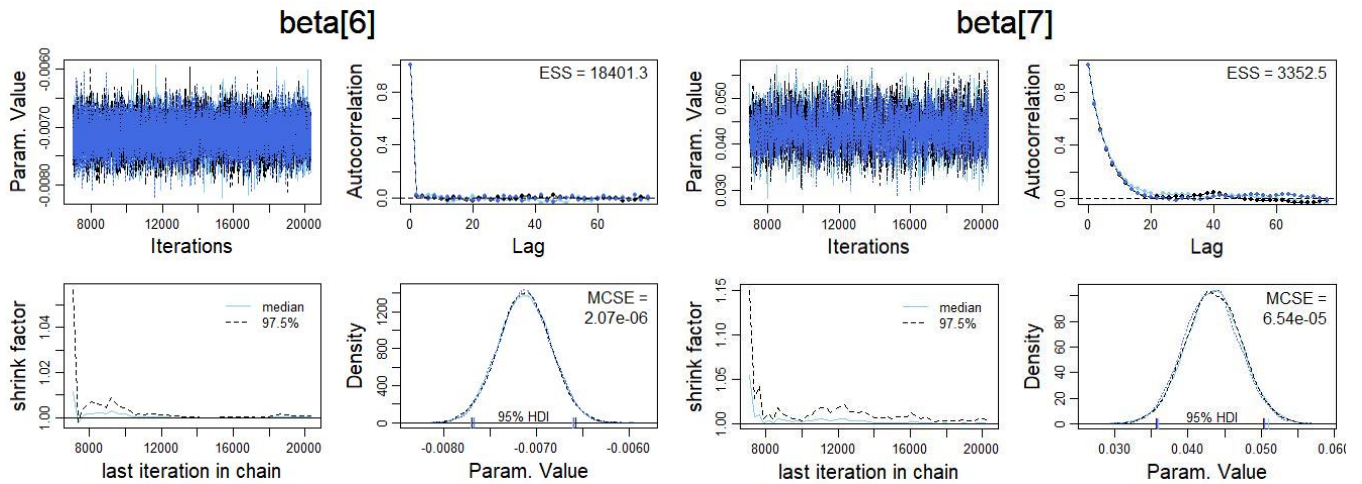 beta[6]
Param. Value
-0.0080 -0.0070 -0.0060
8000 12000 16000 20000
Iterations
Autocorrelation
0.0 0.4 0.8
ESS = 18401.3
0 20 40 60
Lag
shrink factor
1.00 1.02 1.04
median
97.5%
8000 12000 16000 20000
last iteration in chain
Density
0 400 800 1200
MCSE =
2.07e-06
95% HDI
-0.0080 -0.0070 -0.0060
Param. Value
beta[7]
Param. Value
0.030 0.040 0.050
8000 12000 16000 20000
Iterations
Autocorrelation
0.0 0.4 0.8
ESS = 3352.5
0 20 40 60
Lag
shrink factor
1.00 1.05 1.10 1.15
median
97.5%
8000 12000 16000 20000
last iteration in chain
Density
0 20 40 60 80
MCSE =
6.54e-05
95% HDI
0.030 0.040 0.050 0.060
Param. Value